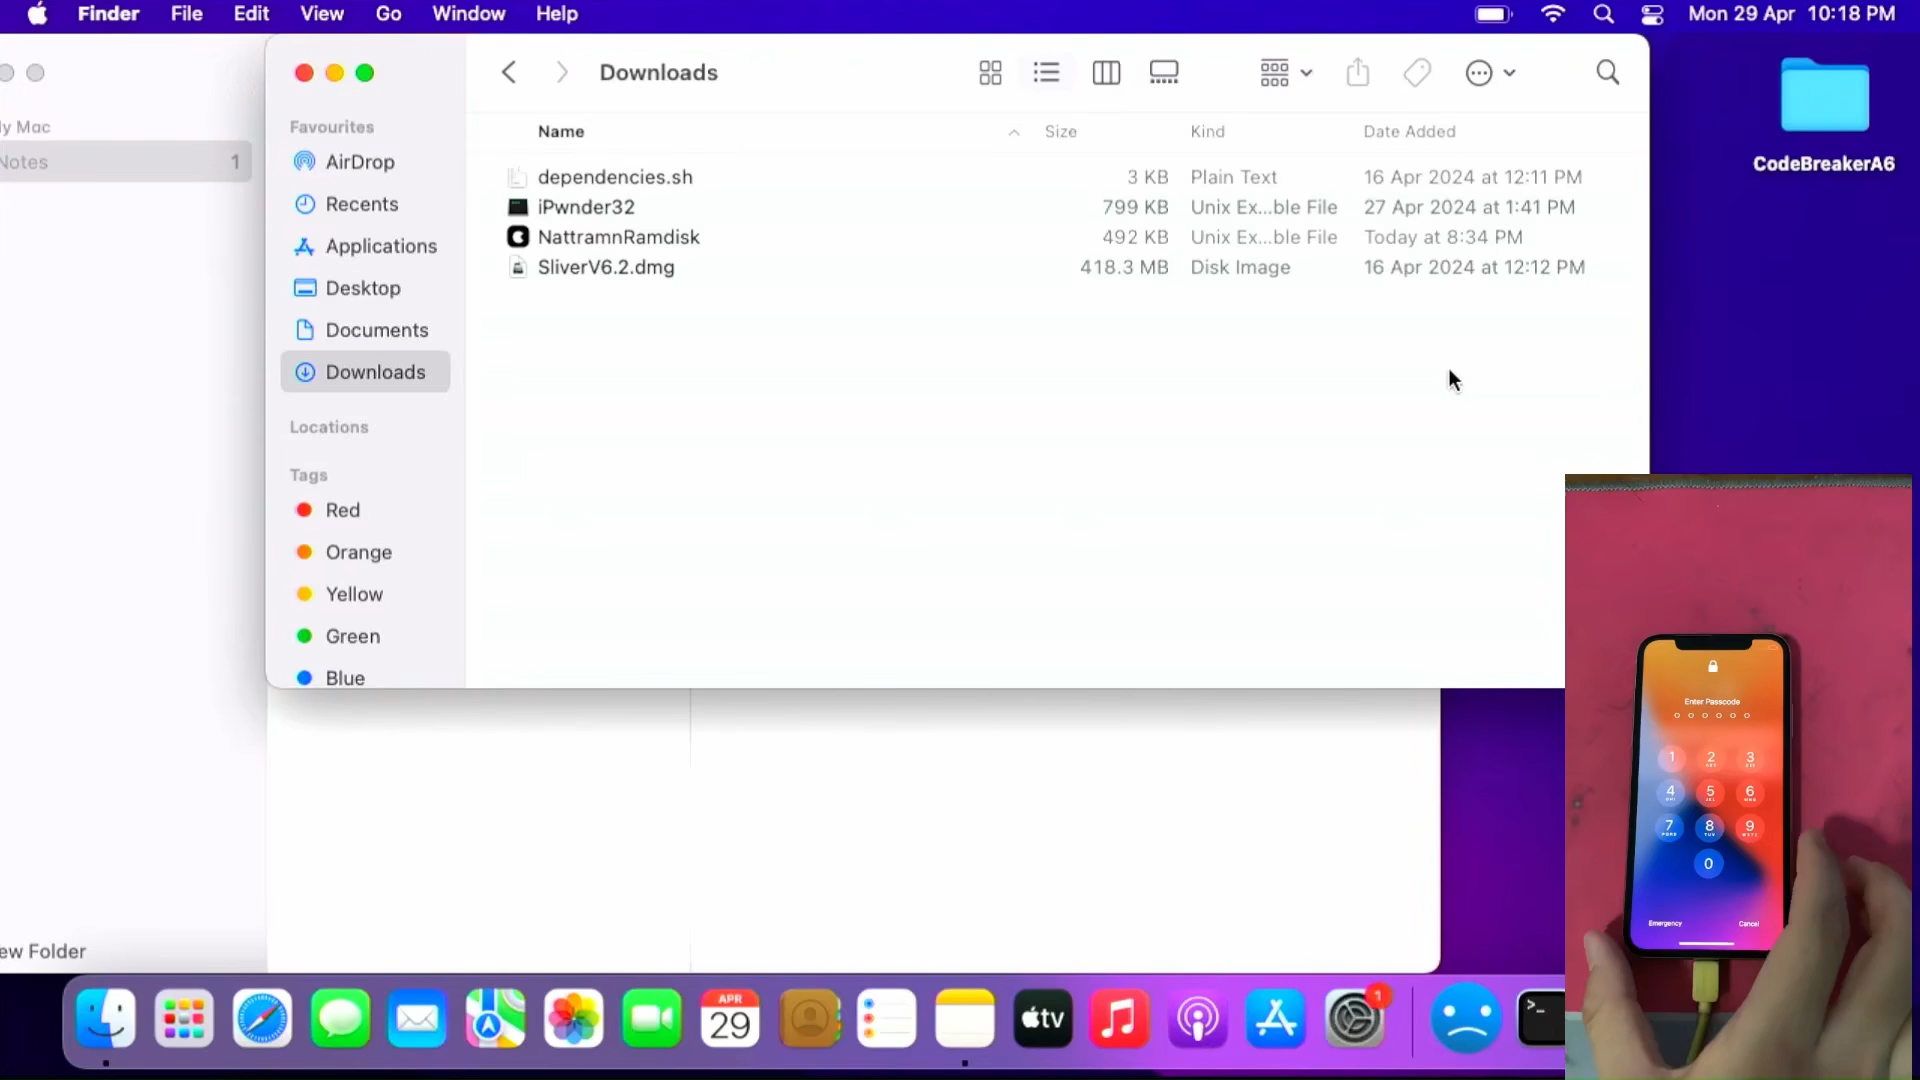 Finder File Edit View Go Window Help
Mon 29 Apr 10:18 PM
Downloads
Favourites
AirDrop
Recents
Applications
Desktop
Documents
Downloads
Locations
Tags
Red
Orange
Yellow
Green
Blue
Name Size Kind Date Added
dependencies.sh 3 KB Plain Text 16 Apr 2024 at 12:11 PM
iPwnder32 799 KB Unix Ex...ble File 27 Apr 2024 at 1:41 PM
NattramnRamdisk 492 KB Unix Ex...ble File Today at 8:34 PM
SliverV6.2.dmg 418.3 MB Disk Image 16 Apr 2024 at 12:12 PM
CodeBreakerA6
y Mac
Notes 1
ew Folder
APR
29
tv
1
Enter Passcode
1 2 3
4 5 6
7 8 9
0
Emergency Cancel